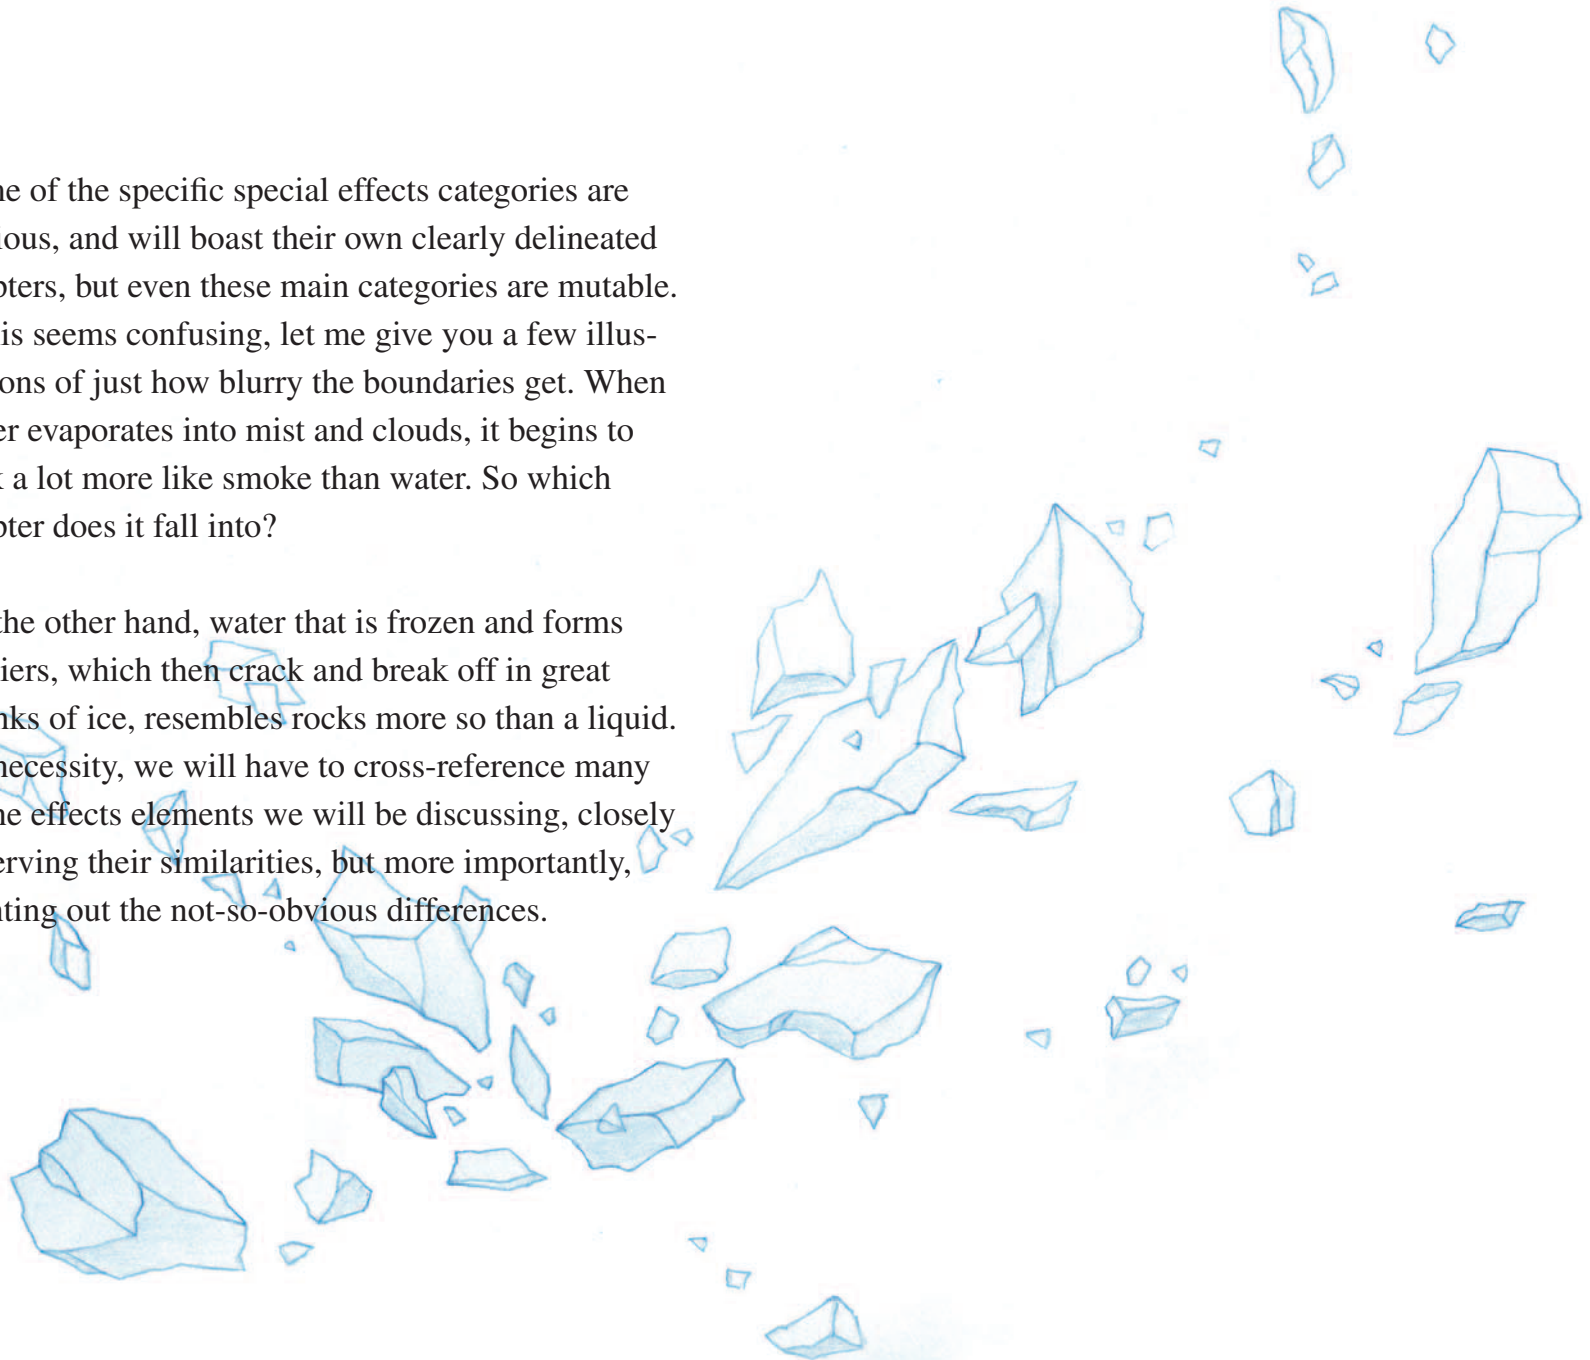 ne of the specific special effects categories are
ious, and will boast their own clearly delineated
pters, but even these main categories are mutable.
is seems confusing, let me give you a few illus-
ons of just how blurry the boundaries get. When
er evaporates into mist and clouds, it begins to
k a lot more like smoke than water. So which
pter does it fall into?
the other hand, water that is frozen and forms
iers, which then crack and break off in great
nks of ice, resembles rocks more so than a liquid.
necessity, we will have to cross-reference many
ne effects elements we will be discussing, closely
erving their similarities, but more importantly,
nting out the not-so-obvious differences.